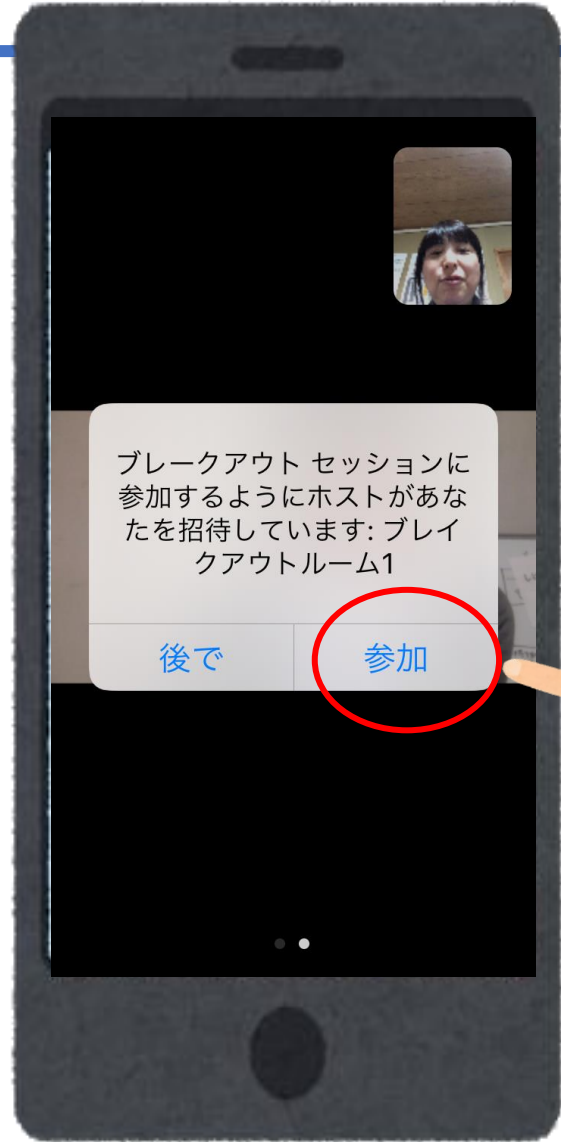 ブレークアウト セッションに
参加するようにホストがあな
たを招待しています: ブレイ
クアウトルーム1
後で
参加